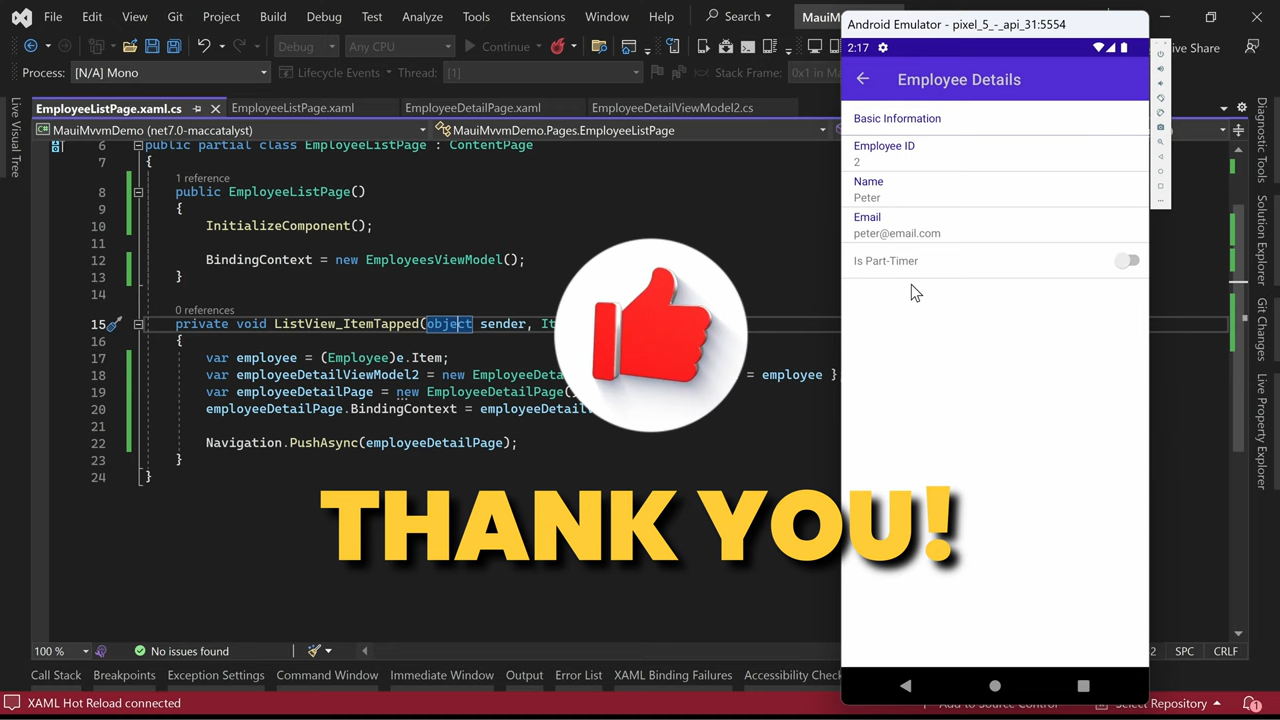 File Edit View Git Project Build Debug Test Analyze Tools Extensions Window Help Search MauiM
Debug Any CPU Continue Live Share
Process: [N/A] Mono Lifecycle Events Thread: Stack Frame: 0x1 in Ma
EmployeeListPage.xaml.cs EmployeeListPage.xaml EmployeeDetailPage.xaml EmployeeDetailViewModel2.cs
MauiMvvmDemo (net7.0- catalyst) MauiMvvmDemo.Pages.EmployeeListPage
6 public partial class EmployeeListPage : ContentPage
7 {
1 reference
8 public EmployeeListPage()
9 {
10 InitializeComponent();
11
12 BindingContext = new EmployeesViewModel();
13 }
14
0 references
15 private void ListView_ItemTapped(object sender, It
16 {
17 var employee = (Employee)e.Item;
18 var employeeDetailViewModel2 = new EmployeeDeta = employee };
19 var employeeDetailPage = new EmployeeDetailPage(
20 employeeDetailPage.BindingContext = employeeDetail
21
22 Navigation.PushAsync(employeeDetailPage);
23 }
24 }
Live Visual Tree
Android Emulator - pixel_5_-_api_31:5554
2:17
Employee Details
Basic Information
Employee ID
2
Name
Peter
Email
peter@email.com
Is Part-Timer
THANK YOU!
Diagnostic Tools
Solution Explorer
Git Changes
Live Property Explorer
100 % No issues found SPC CRLF
Call Stack Breakpoints Exception Settings Command Window Immediate Window Output Error List XAML Binding Failures Accessibility Chec
XAML Hot Reload connected Add to Source Control Select Repository 1